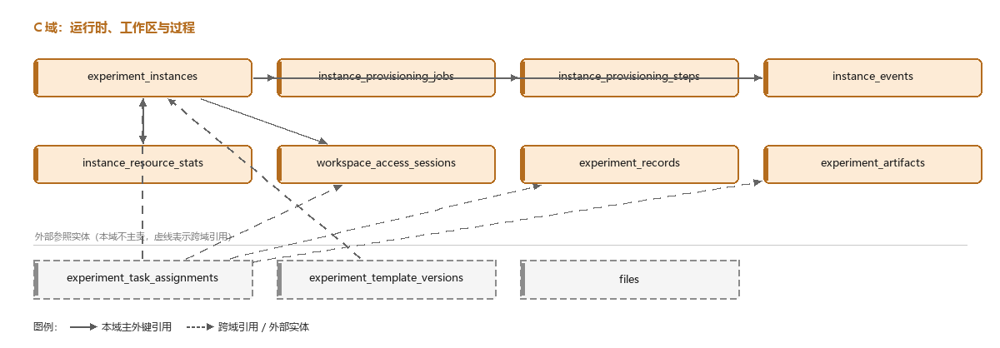 C 域：运行时、工作区与过程
experiment_instances
instance_provisioning_jobs
instance_provisioning_steps
instance_events
instance_resource_stats
workspace_access_sessions
experiment_records
experiment_artifacts
外部参照实体（本域不主责，虚线表示跨域引用）
experiment_task_assignments
experiment_template_versions
files
图例： 本域主外键引用 跨域引用 / 外部实体